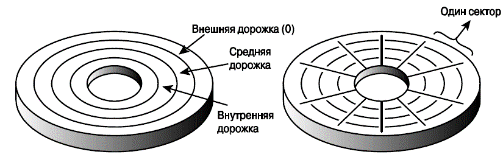 Внешняя дорожка (0)
Средняя
дорожка
Внутренняя
дорожка
Один сектор